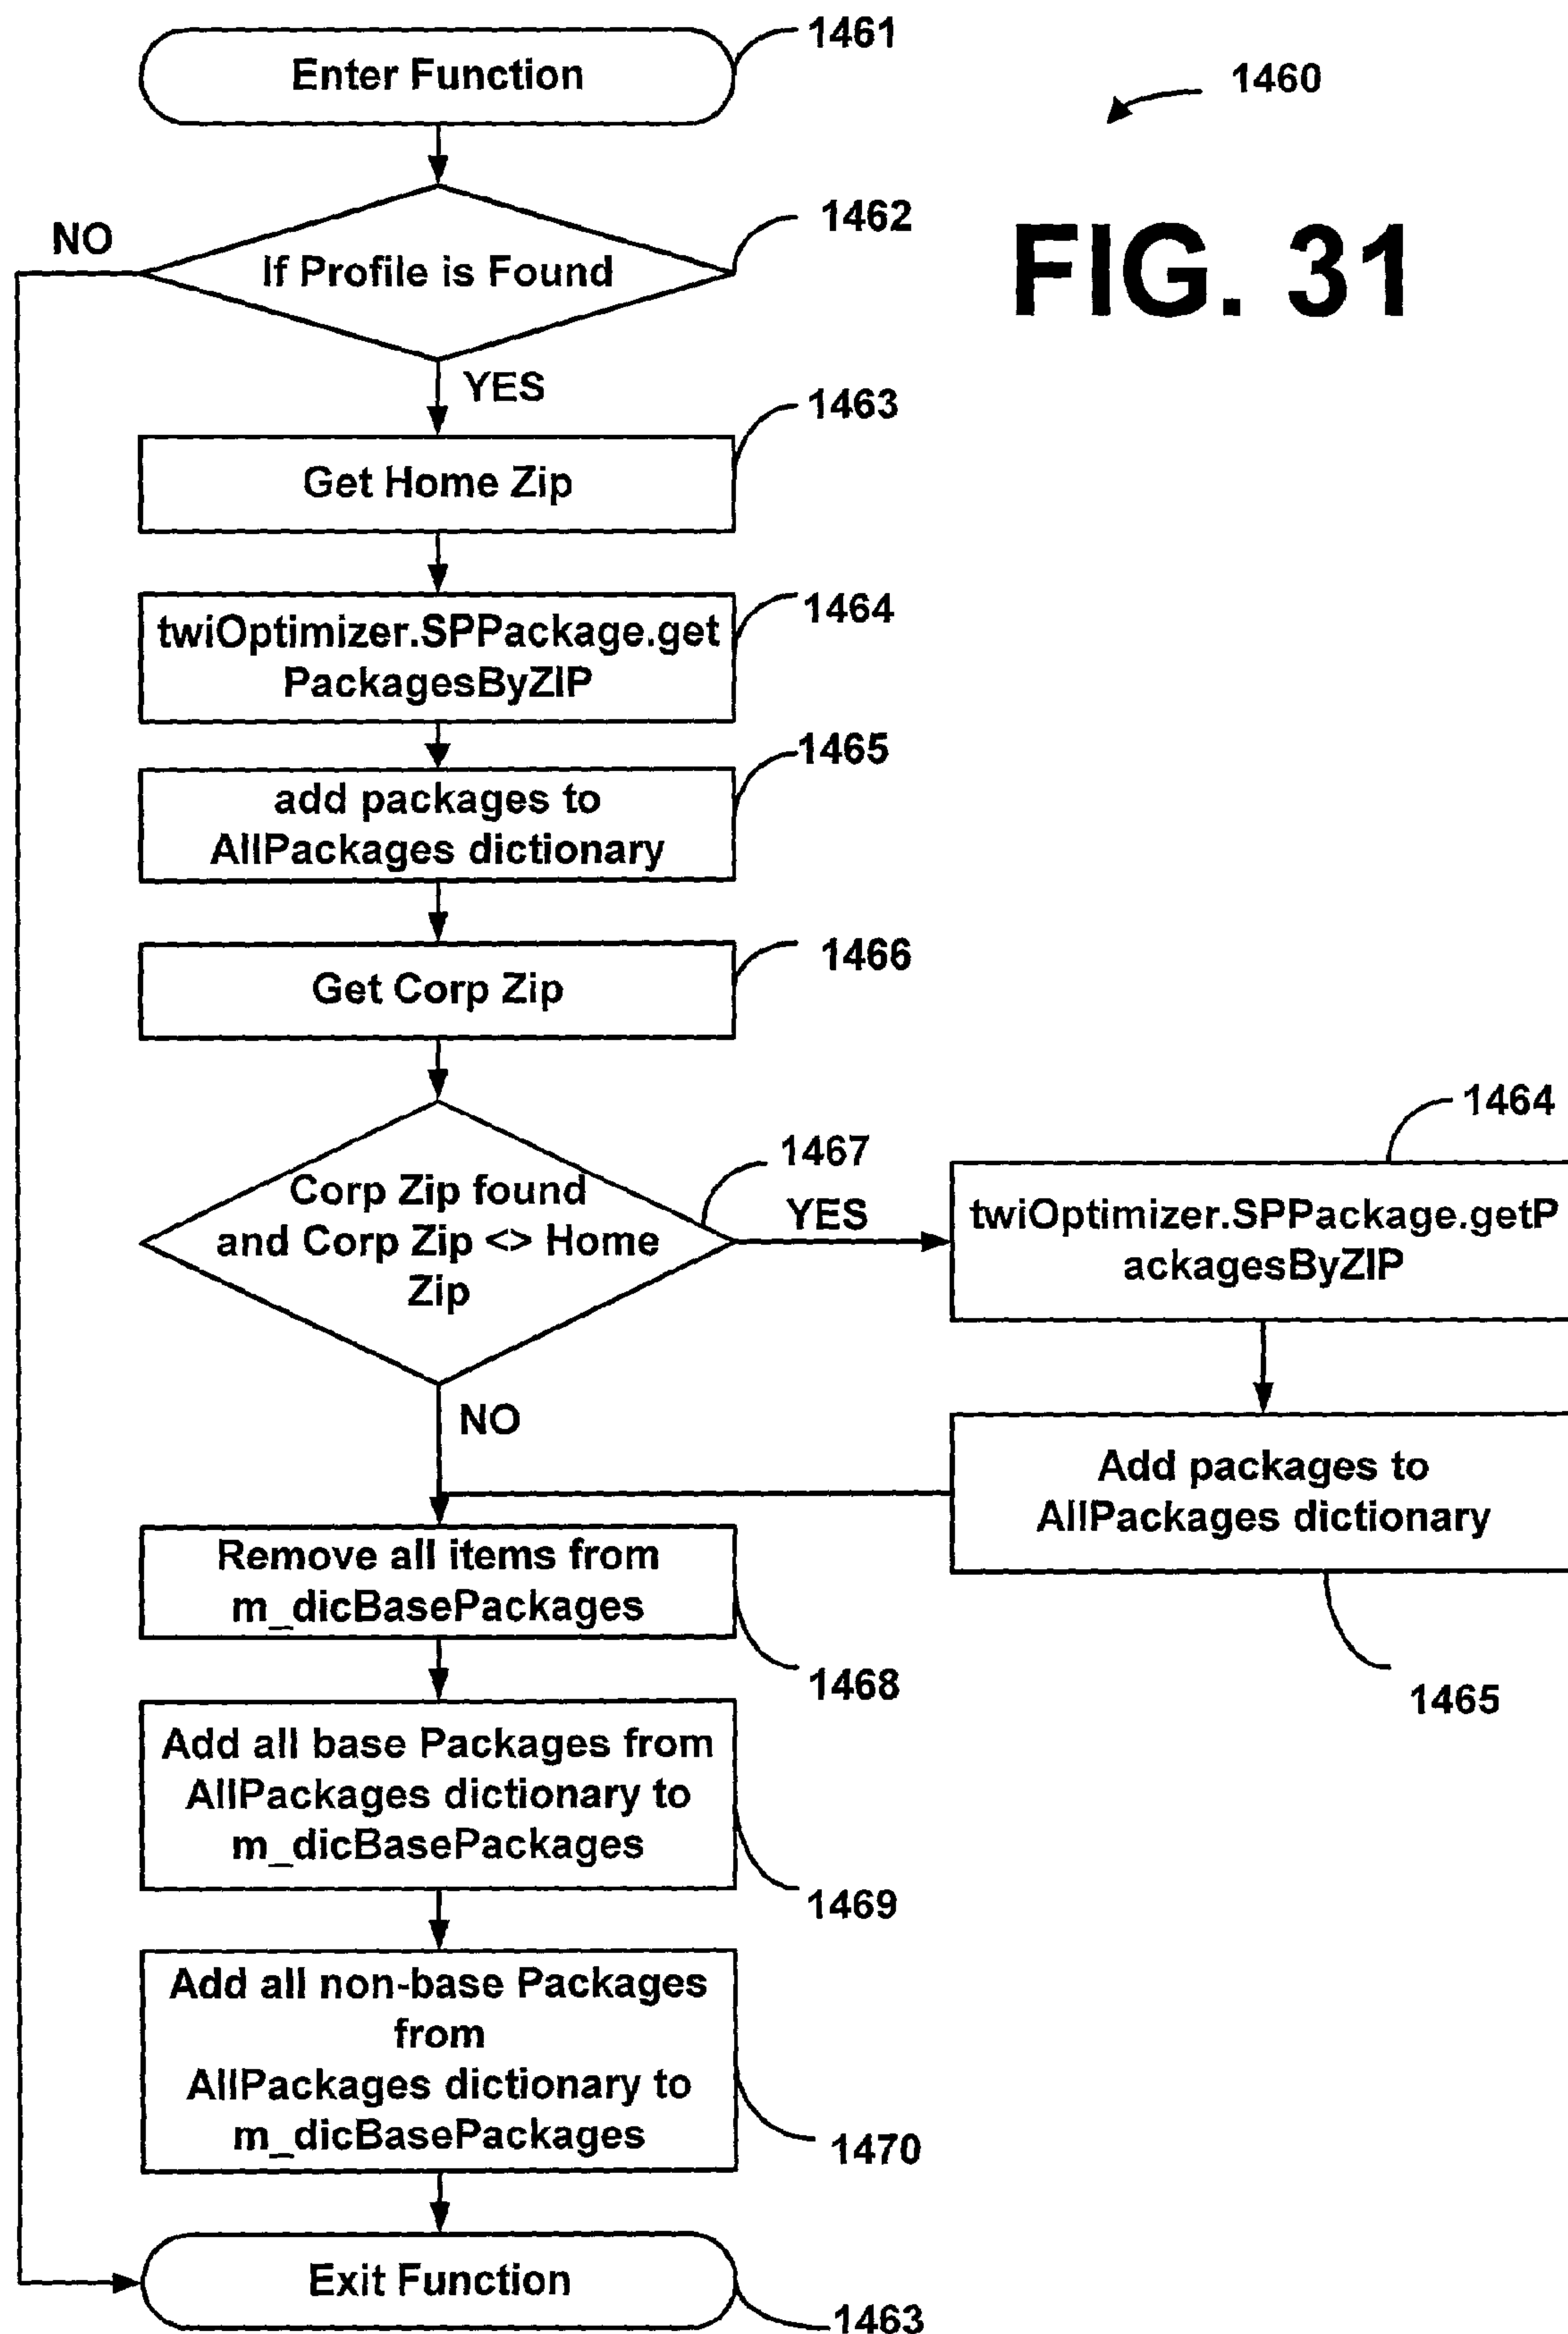 1461
Enter Function
1460
FIG. 31
1462
NO
If Profile is Found
YES
1463
Get Home Zip
1464
twiOptimizer.SPPackage.get
PackagesByZIP
1465
add packages to
AllPackages dictionary
1466
Get Corp Zip
1467
Corp Zip found
and Corp Zip <> Home
Zip
YES
1464
twiOptimizer.SPPackage.getP
ackagesByZIP
NO
Add packages to
AllPackages dictionary
1465
Remove all items from
m_dicBasePackages
1468
Add all base Packages from
AllPackages dictionary to
m_dicBasePackages
1469
Add all non-base Packages
from
AllPackages dictionary to
m_dicBasePackages
1470
Exit Function
1463